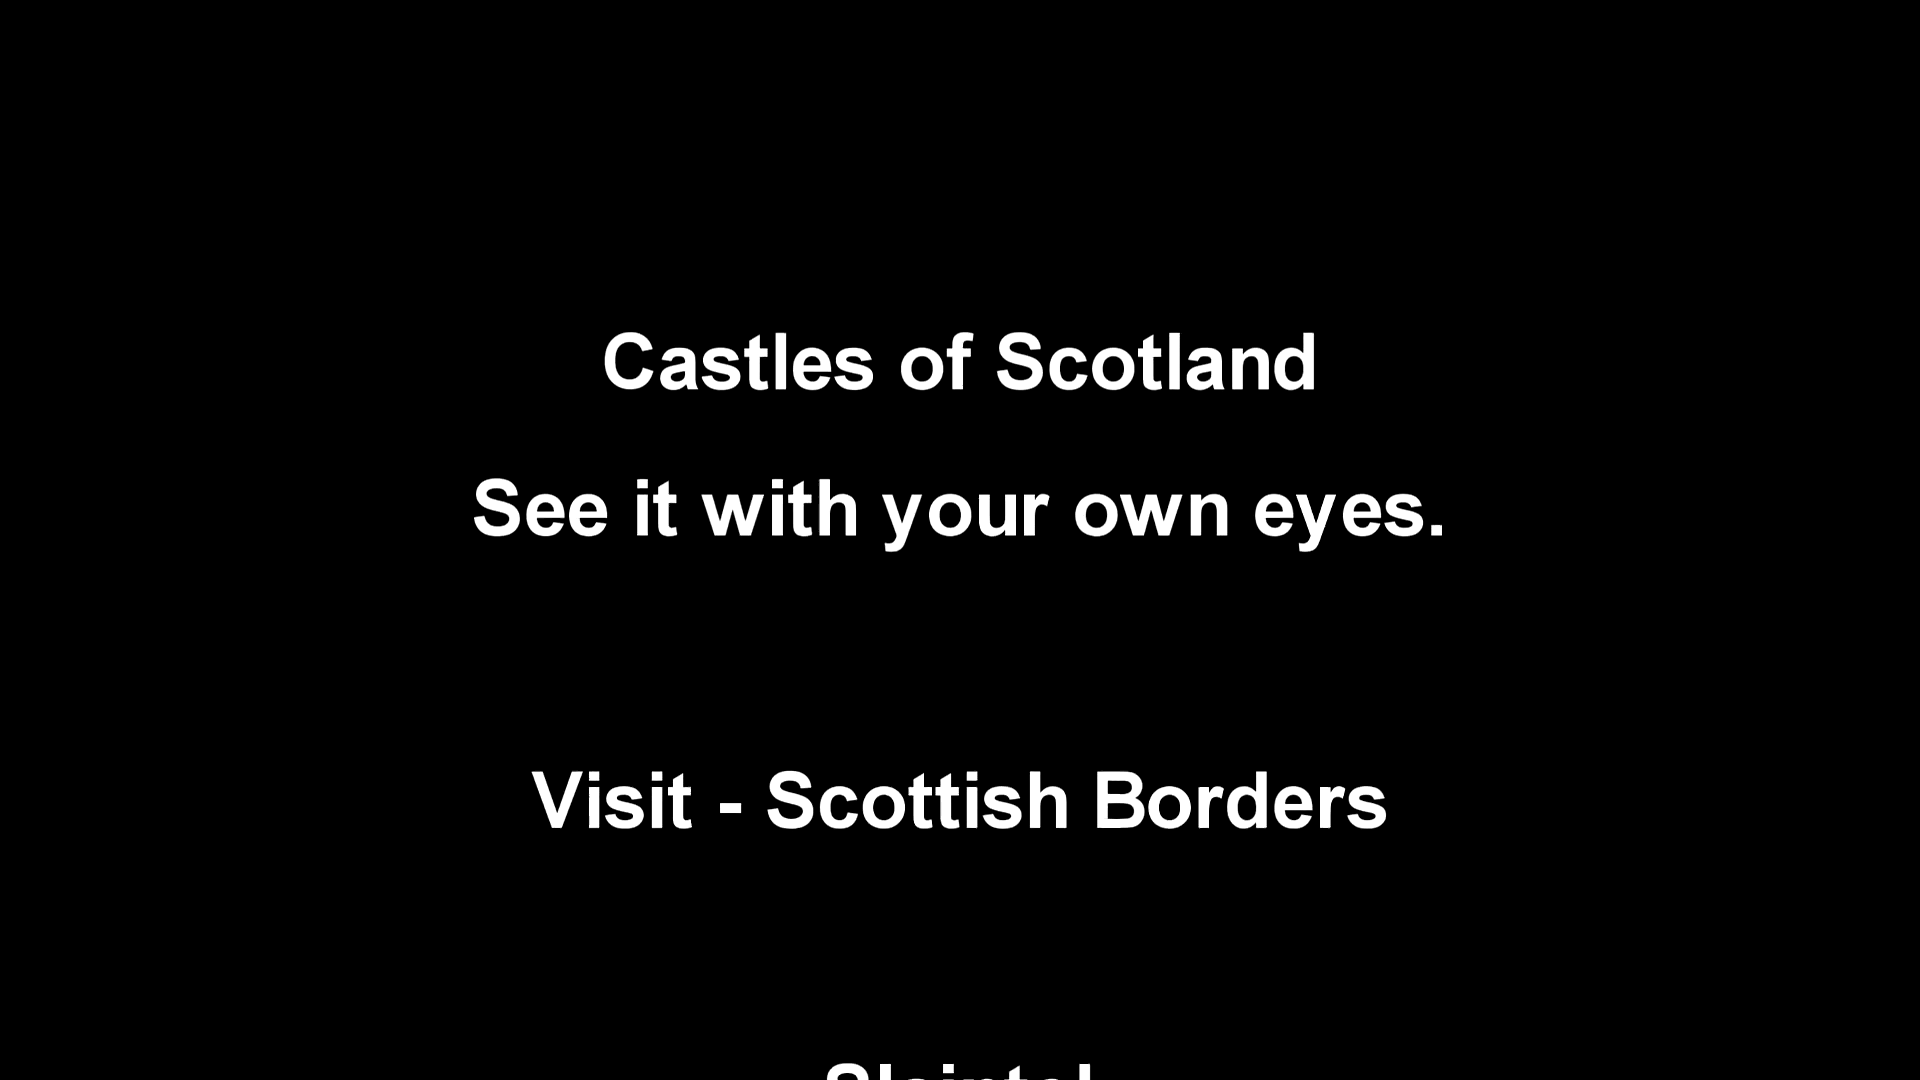 Castles of Scotland
See it with your own eyes.
Visit - Scottish Borders